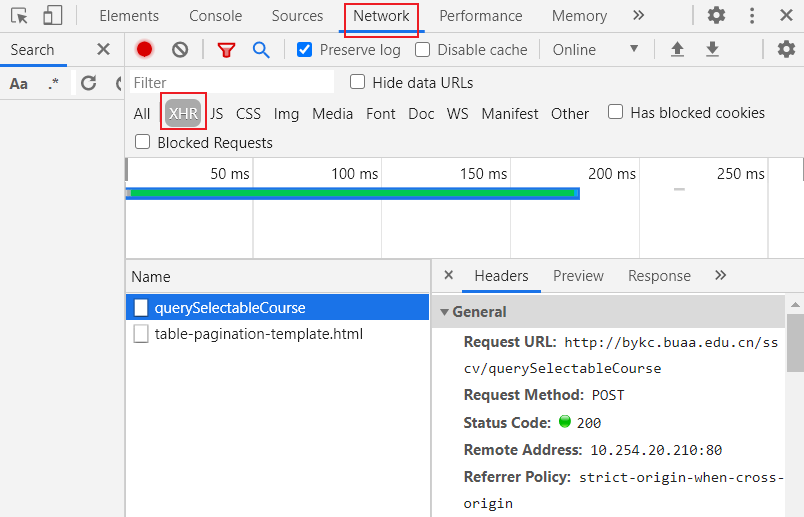 Elements Console Sources Network Performance Memory »
Search
Preserve log Disable cache Online
Aa .*
Filter Hide data URLs
All XHR JS CSS Img Media Font Doc WS Manifest Other Has blocked cookies
Blocked Requests
50 ms 100 ms 150 ms 200 ms 250 ms
Name
Headers Preview Response »
querySelectableCourse
table-pagination-template.html
General
Request URL: http://bykc.buaa.edu.cn/ss
cv/querySelectableCourse
Request Method: POST
Status Code: 200
Remote Address: 10.254.20.210:80
Referrer Policy: strict-origin-when-cross-
origin